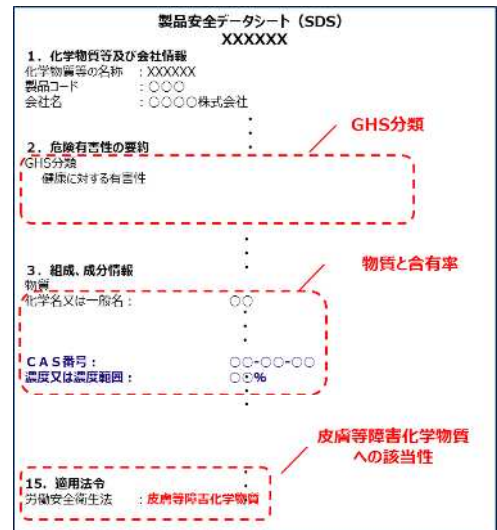 製品安全データシート（SDS）
XXXXXX
1. 化学物質等及び会社情報
化学物質等の名称 ：XXXXXX
製品コード ：○○○
会社名 ：○○○○株式会社
GHS分類
2. 危険有害性の要約
GHS分類
健康に対する有害性
物質と含有率
3. 組成、成分情報
物質
化学名又は一般名： ○○
CAS番号： ○○-○○-○○
濃度又は濃度範囲： ○○%
皮膚等障害化学物質
への該当性
15. 適用法令
労働安全衛生法 ：皮膚等障害化学物質